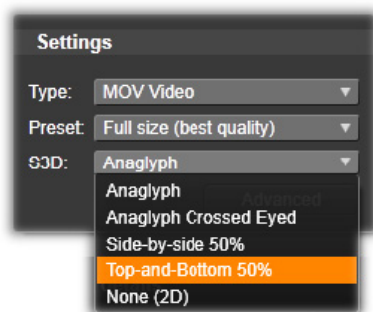 Settings
Type: MOV Video
Preset: Full size (best quality)
S3D: Anaglyph
Anaglyph
Advanced
Anaglyph Crossed Eyed
Side-by-side 50%
Top-and-Bottom 50%
None (2D)